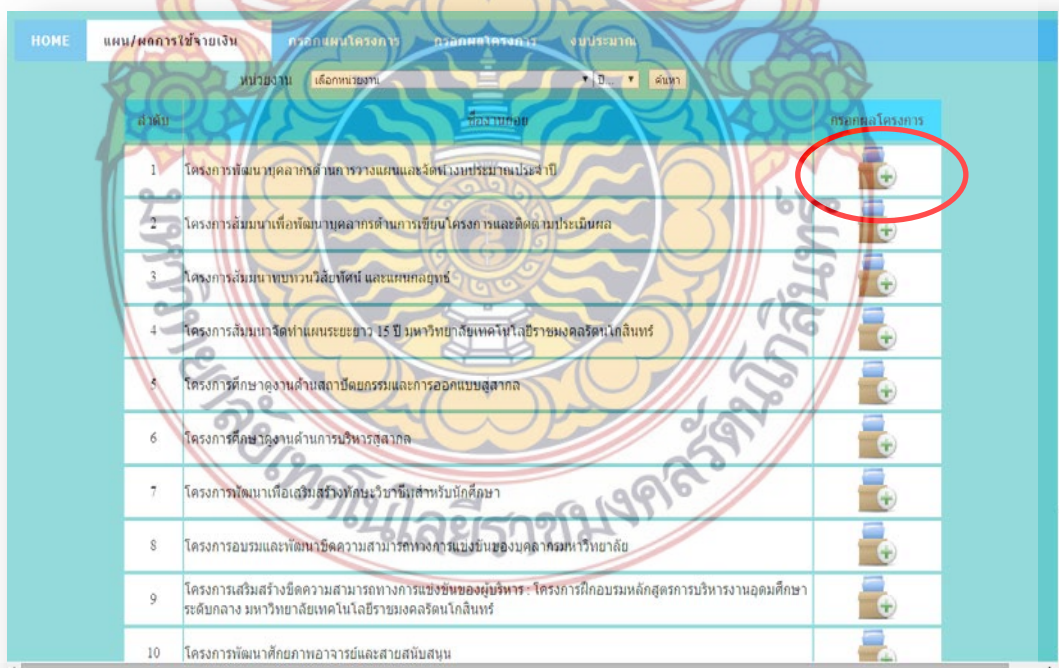 HOME แผน/ผลการใช้จ่ายเงิน กรอกแผนโครงการ กรอกผลโครงการ งบประมาณ
หน่วยงาน เลือกหน่วยงาน ปี... ค้นหา
ลำดับ ชื่องานย่อย กรอกผลโครงการ
1 โครงการพัฒนาบุคลากรด้านการวางแผนและจัดทำงบประมาณประจำปี
2 โครงการสัมมนาเพื่อพัฒนาบุคลากรด้านการเขียนโครงการและติดตามประเมินผล
3 โครงการสัมมนาทบทวนวิสัยทัศน์ และแผนกลยุทธ์
4 โครงการสัมมนาจัดทำแผนระยะยาว 15 ปี มหาวิทยาลัยเทคโนโลยีราชมงคลรัตนโกสินทร์
5 โครงการศึกษาดูงานด้านสถาปัตยกรรมและการออกแบบสู่สากล
6 โครงการศึกษาดูงานด้านการบริหารสู่สากล
7 โครงการพัฒนาเพื่อเสริมสร้างทักษะวิชาชีพสำหรับนักศึกษา
8 โครงการอบรมและพัฒนาขีดความสามารถทางการแข่งขันของบุคลากรมหาวิทยาลัย
9 โครงการเสริมสร้างขีดความสามารถทางการแข่งขันของผู้บริหาร : โครงการฝึกอบรมหลักสูตรการบริหารงานอุดมศึกษา
ระดับกลาง มหาวิทยาลัยเทคโนโลยีราชมงคลรัตนโกสินทร์
10 โครงการพัฒนาศักยภาพอาจารย์และสายสนับสนุน
มหาวิทยาลัยเทคโนโลยีราชมงคลรัตนโกสินทร์